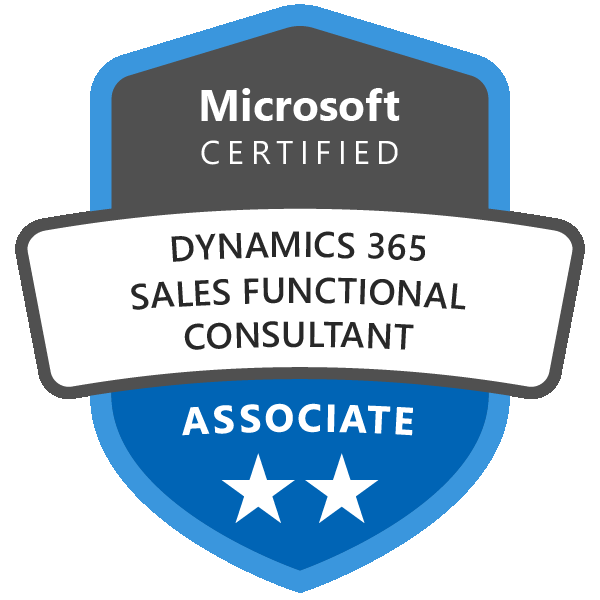 Microsoft
CERTIFIED
DYNAMICS 365
SALES FUNCTIONAL
CONSULTANT
ASSOCIATE